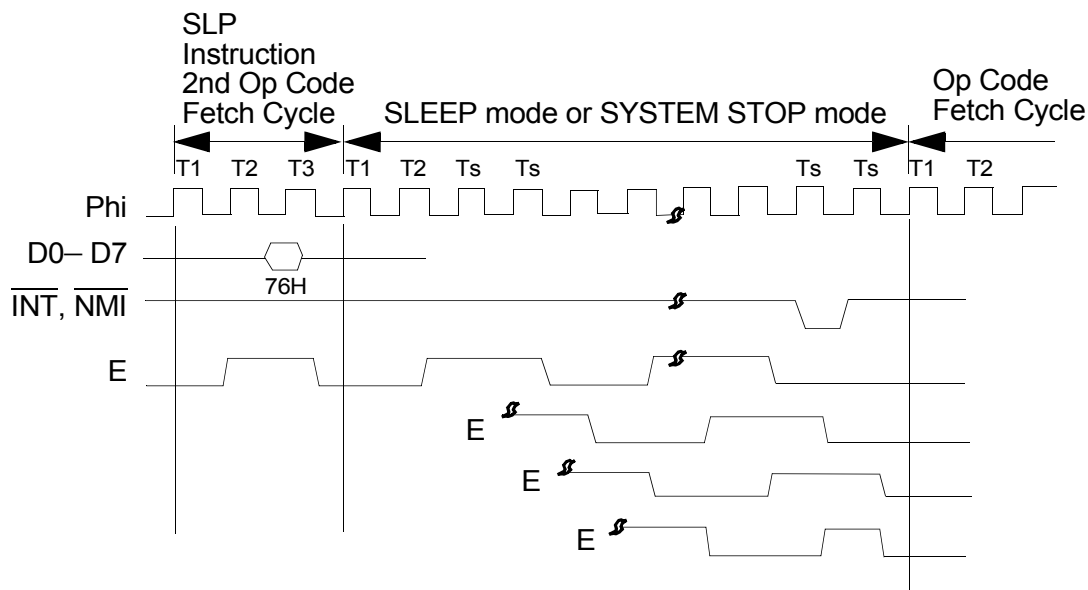 SLP
Instruction
2nd Op Code
Fetch Cycle
SLEEP mode or SYSTEM STOP mode
Op Code
Fetch Cycle
T1 T2 T3 T1 T2 Ts Ts Ts Ts T1 T2
Phi
D0– D7
76H
INT, NMI
E
E
E
E